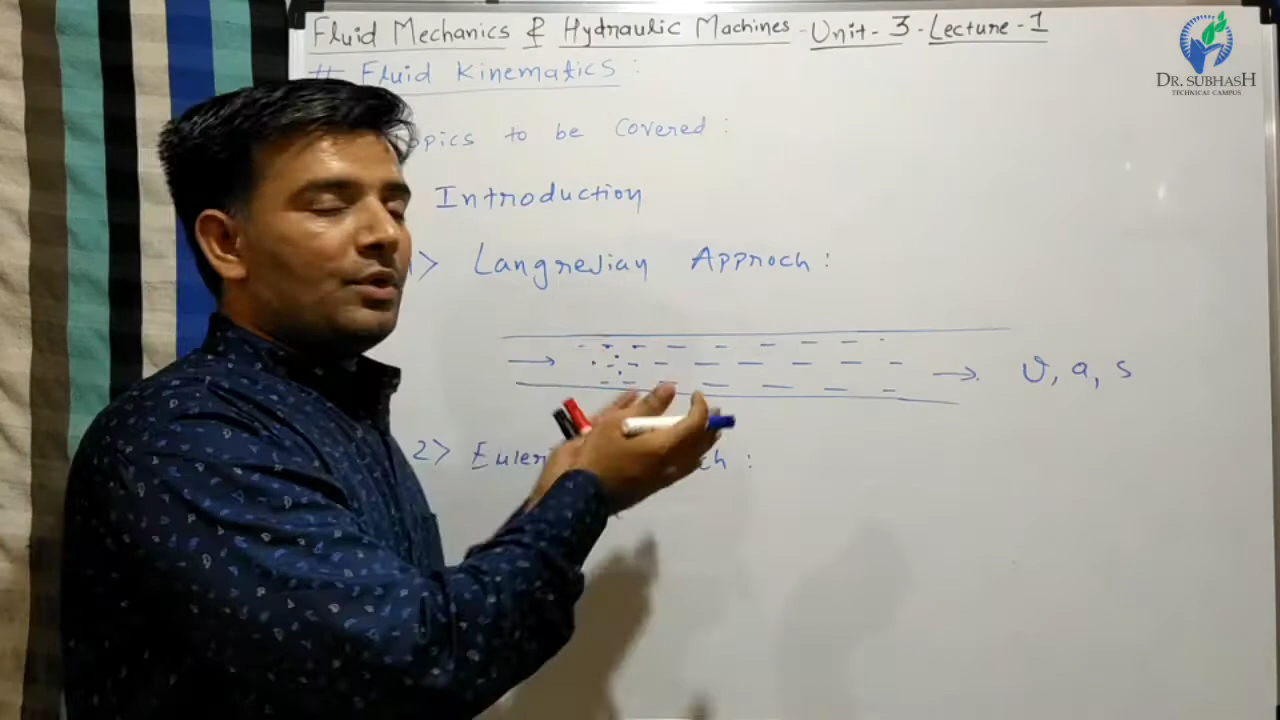 Fluid Mechanics & Hydraulic Machines - Unit - 3 - Lecture - 1
# Fluid Kinematics :
opics to be Covered :
Introduction
1> Langrejian Approch :
υ, a, s
2> Euler ch :
DR. SUBHASH
TECHNICAL CAMPUS